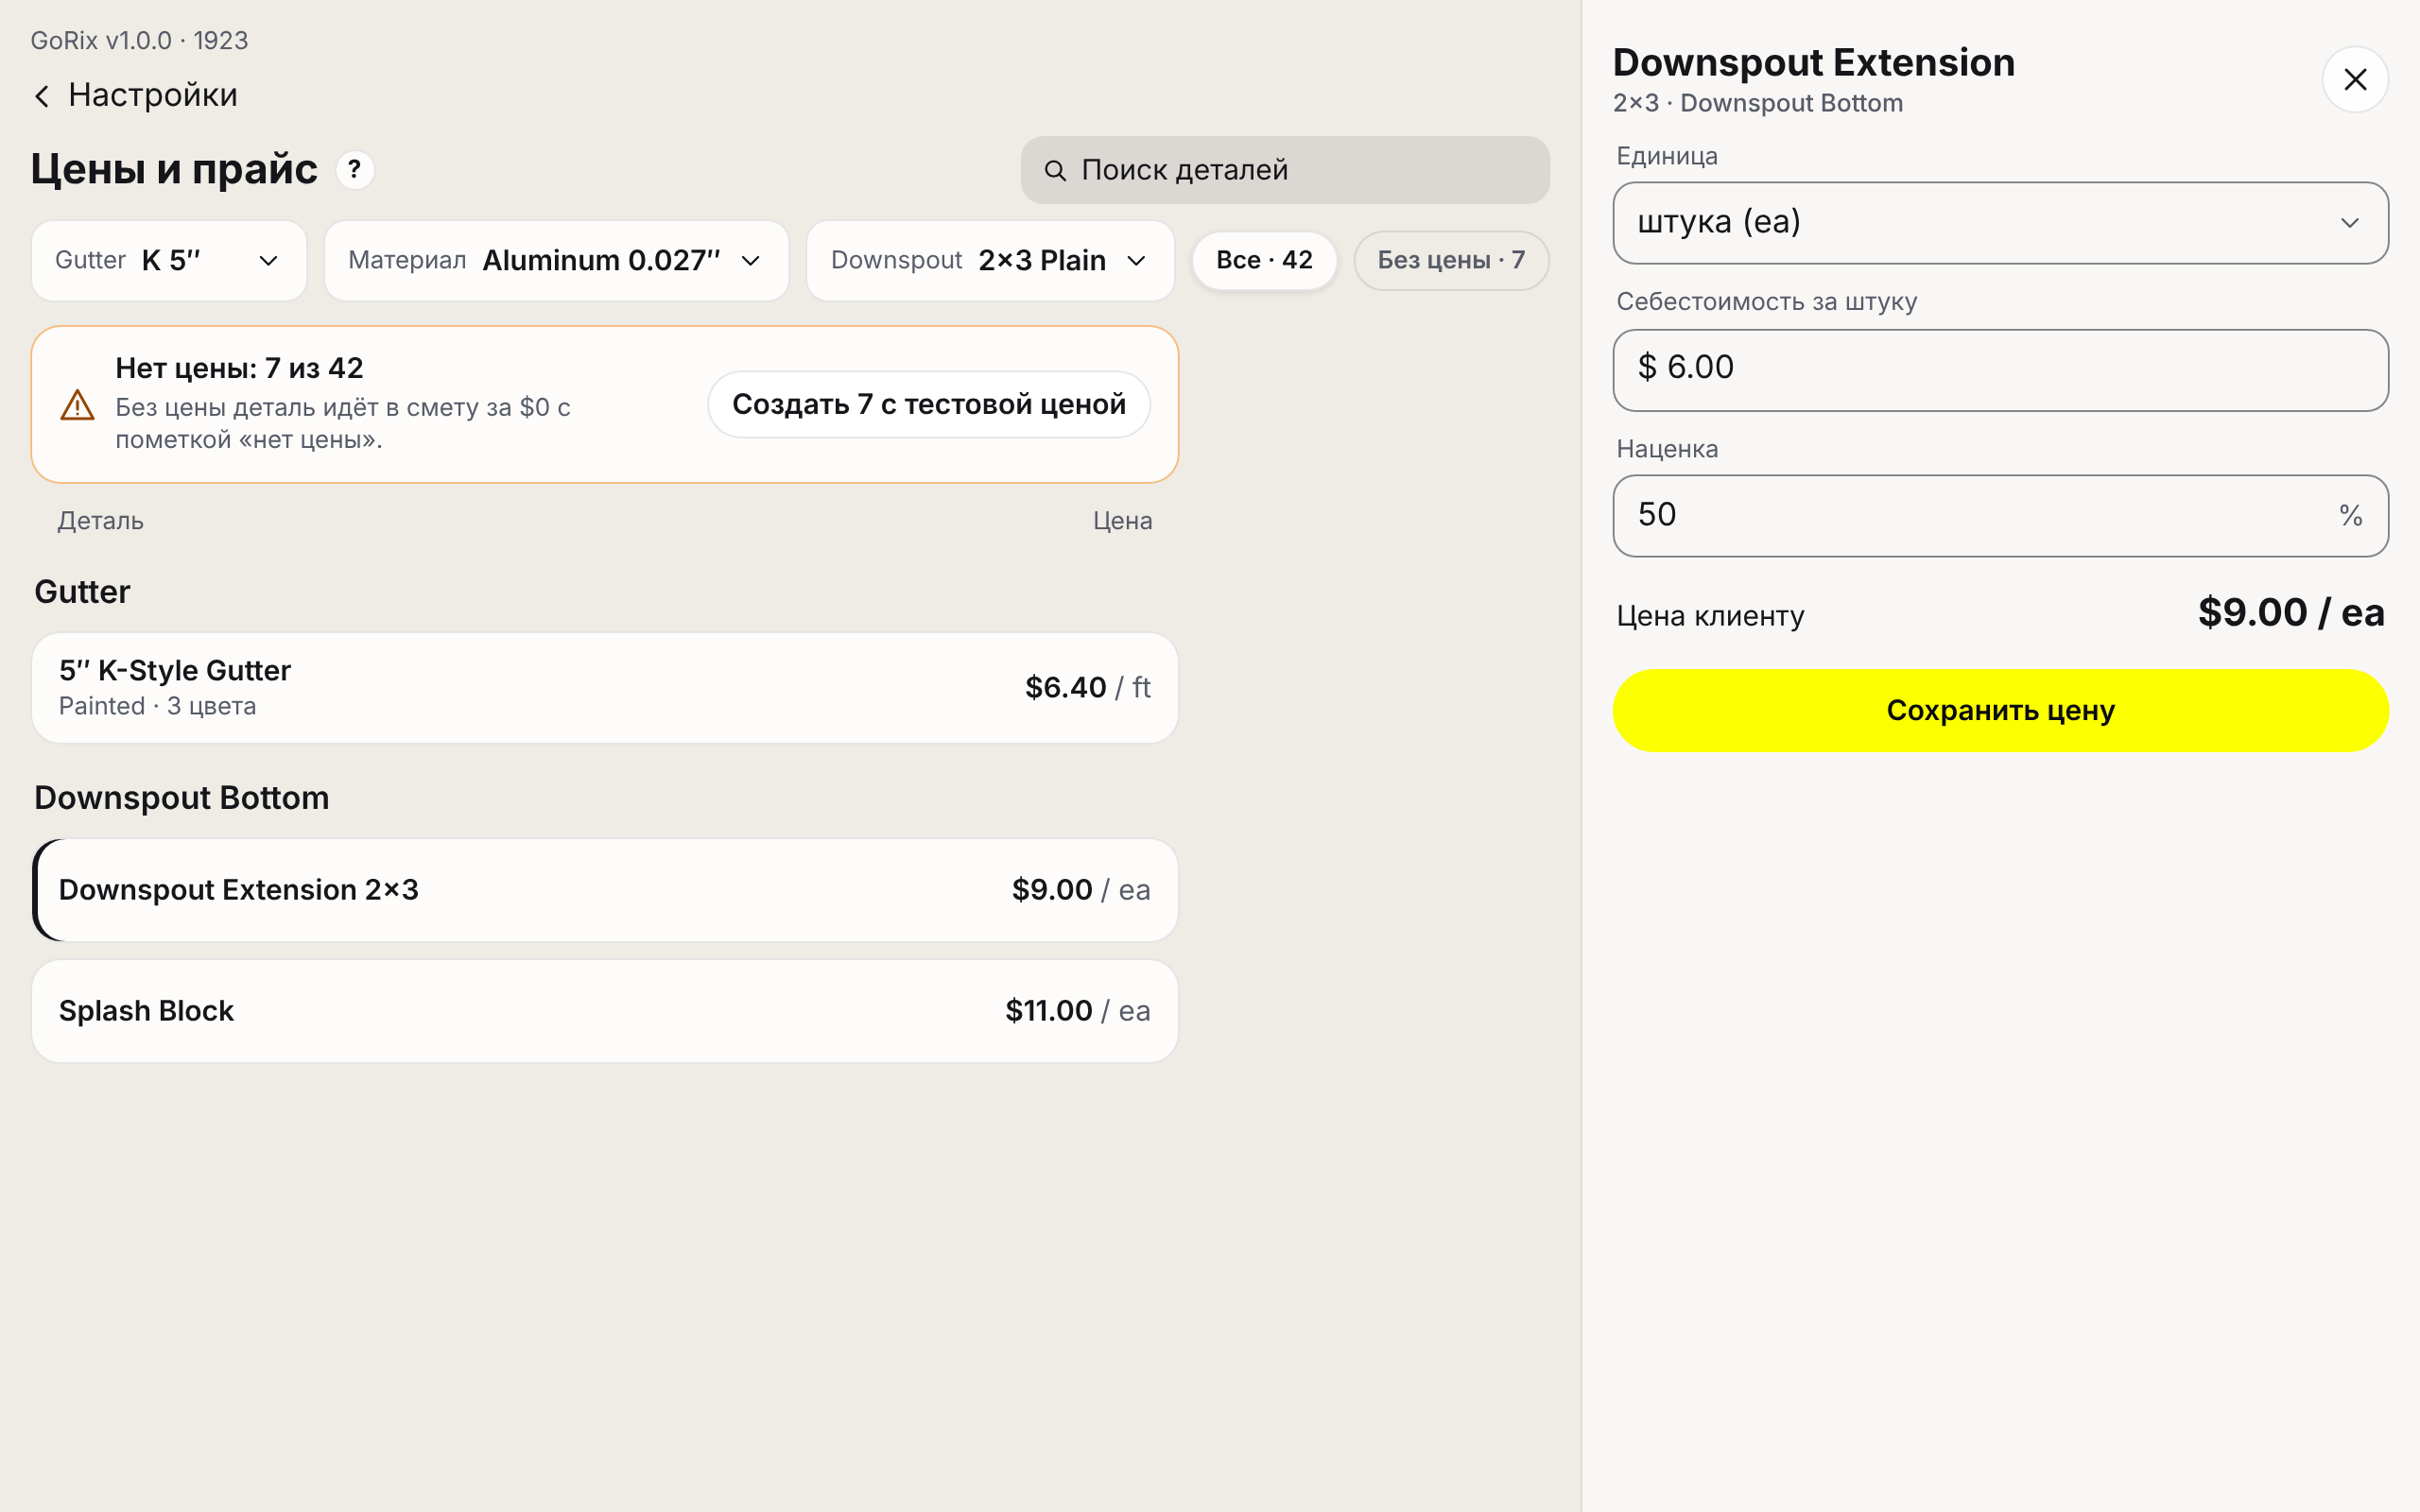 GoRix v1.0.0 · 1923
Настройки
Цены и прайс ?
Поиск деталей
Gutter K 5″
Материал Aluminum 0.027″
Downspout 2×3 Plain
Все · 42
Без цены · 7
Нет цены: 7 из 42
Без цены деталь идёт в смету за $0 с
пометкой «нет цены».
Создать 7 с тестовой ценой
Деталь Цена
Gutter
5″ K-Style Gutter
Painted · 3 цвета
$6.40 / ft
Downspout Bottom
Downspout Extension 2×3 $9.00 / ea
Splash Block $11.00 / ea
Downspout Extension
2×3 · Downspout Bottom
Единица
штука (ea)
Себестоимость за штуку
$ 6.00
Наценка
50 %
Цена клиенту $9.00 / ea
Сохранить цену